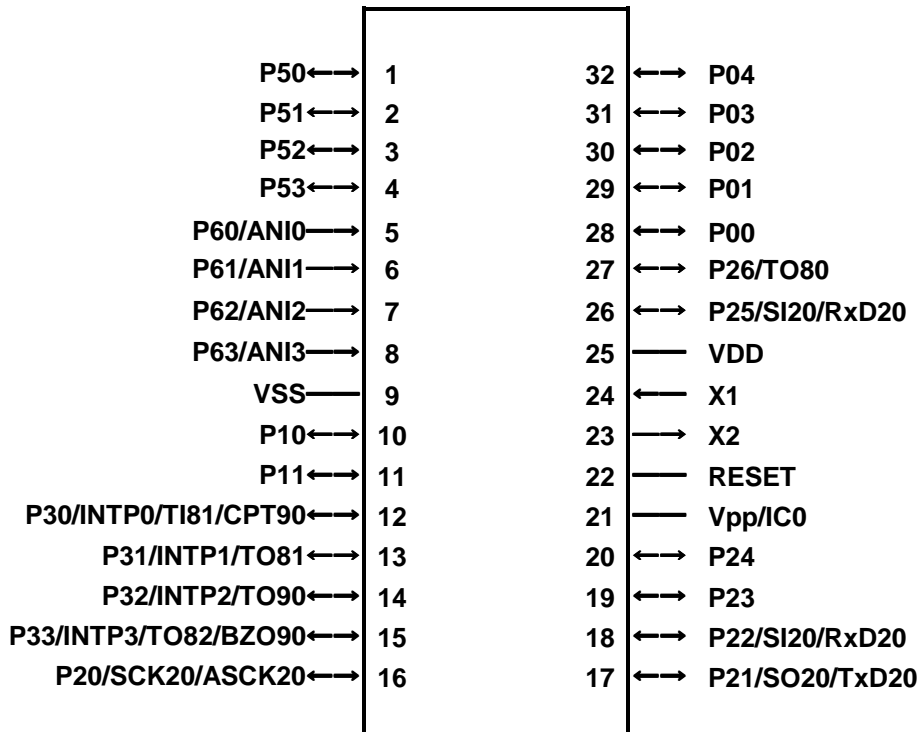 P50 1 32 P04
P51 2 31 P03
P52 3 30 P02
P53 4 29 P01
P60/ANI0 5 28 P00
P61/ANI1 6 27 P26/TO80
P62/ANI2 7 26 P25/SI20/RxD20
P63/ANI3 8 25 VDD
VSS 9 24 X1
P10 10 23 X2
P11 11 22 RESET
P30/INTP0/TI81/CPT90 12 21 Vpp/IC0
P31/INTP1/TO81 13 20 P24
P32/INTP2/TO90 14 19 P23
P33/INTP3/TO82/BZO90 15 18 P22/SI20/RxD20
P20/SCK20/ASCK20 16 17 P21/SO20/TxD20